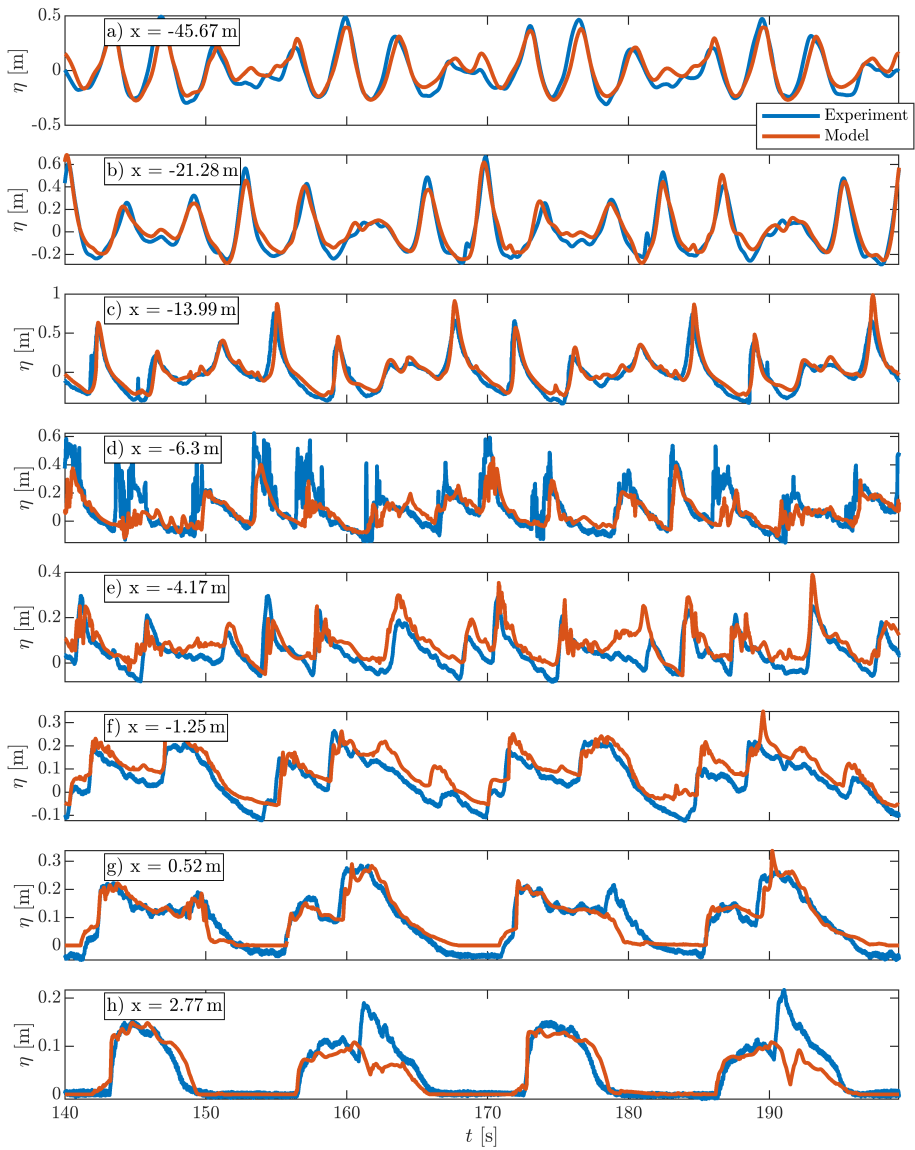 0.5
a) x = -45.67 m
η [m]
0
-0.5
Experiment
Model
0.6
b) x = -21.28 m
0.4
η [m]
0.2
0
-0.2
1
c) x = -13.99 m
0.5
η [m]
0
0.6
d) x = -6.3 m
0.4
η [m]
0.2
0
0.4
e) x = -4.17 m
η [m]
0.2
0
0.3
f) x = -1.25 m
0.2
η [m]
0.1
0
-0.1
0.3
g) x = 0.52 m
0.2
η [m]
0.1
0
0.2
h) x = 2.77 m
η [m]
0.1
0
140 150 160 170 180 190
t [s]